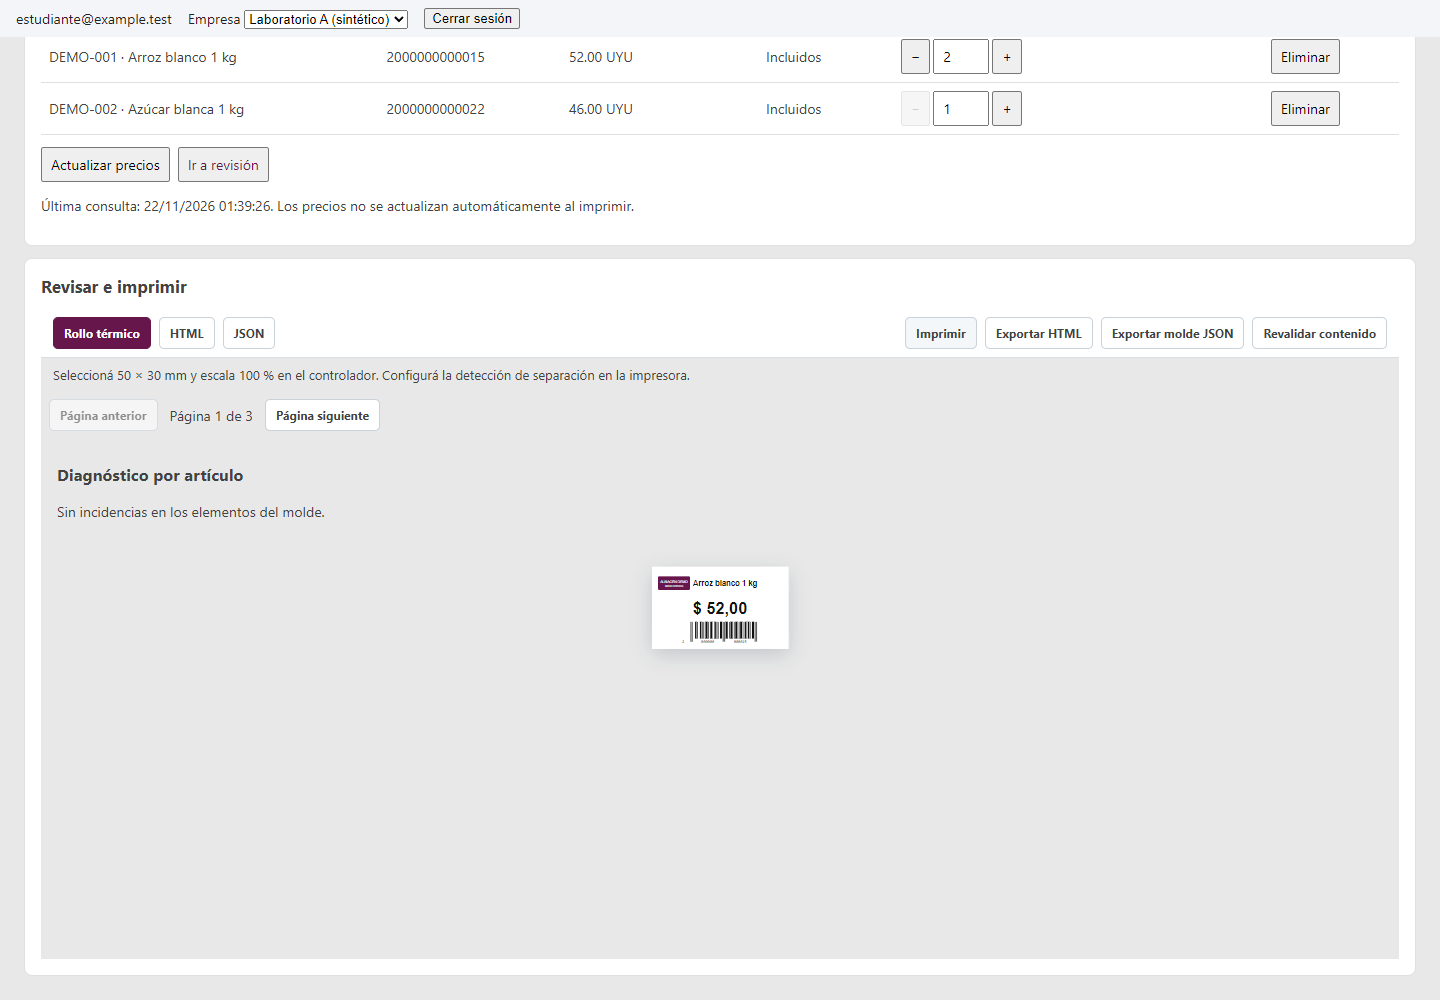 estudiante@example.test Empresa Laboratorio A (sintético) Cerrar sesión
DEMO-001 · Arroz blanco 1 kg 2000000000015 52.00 UYU Incluidos − 2 + Eliminar
DEMO-002 · Azúcar blanca 1 kg 2000000000022 46.00 UYU Incluidos − 1 + Eliminar
Actualizar precios Ir a revisión
Última consulta: 22/11/2026 01:39:26. Los precios no se actualizan automáticamente al imprimir.
Revisar e imprimir
Rollo térmico HTML JSON Imprimir Exportar HTML Exportar molde JSON Revalidar contenido
Seleccioná 50 × 30 mm y escala 100 % en el controlador. Configurá la detección de separación en la impresora.
Página anterior Página 1 de 3 Página siguiente
Diagnóstico por artículo
Sin incidencias en los elementos del molde.
Arroz blanco 1 kg
$ 52,00